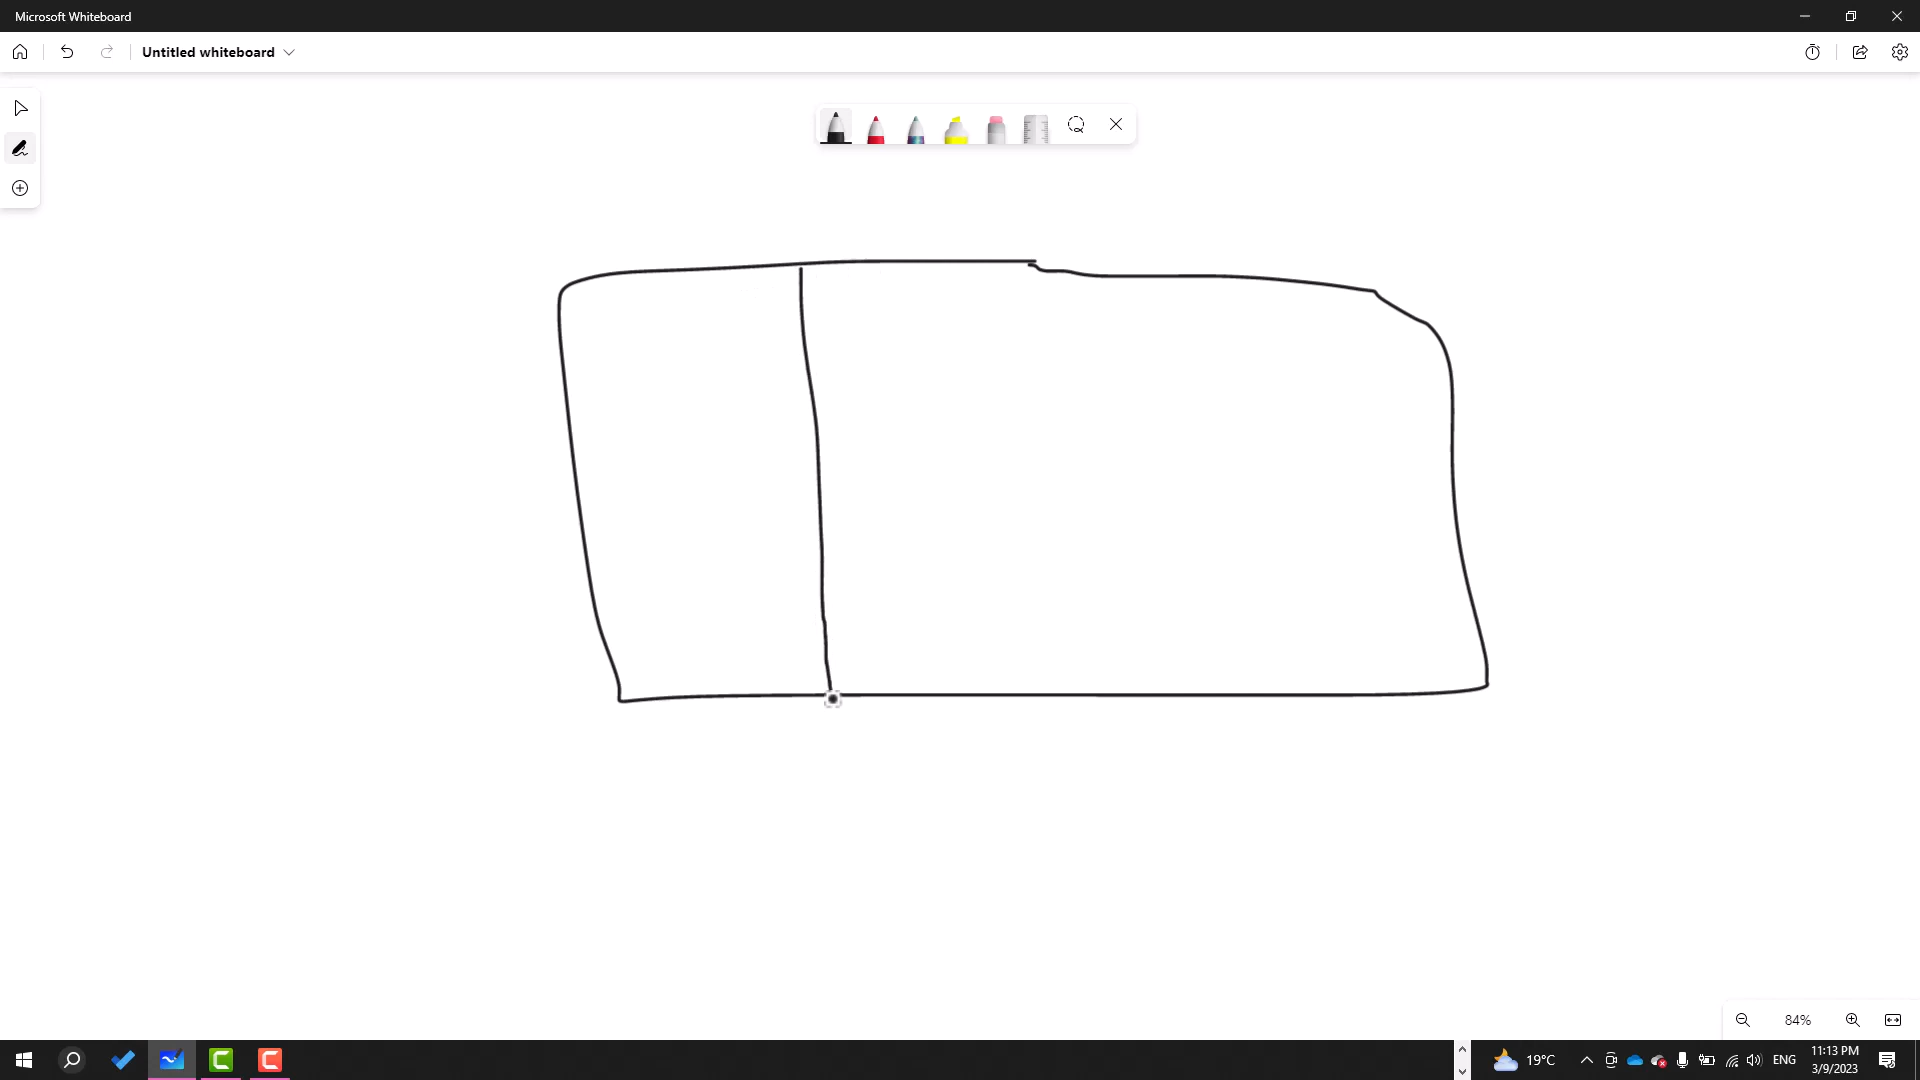 Microsoft Whiteboard
Untitled whiteboard
84%
19°C
ENG
11:13 PM
3/9/2023